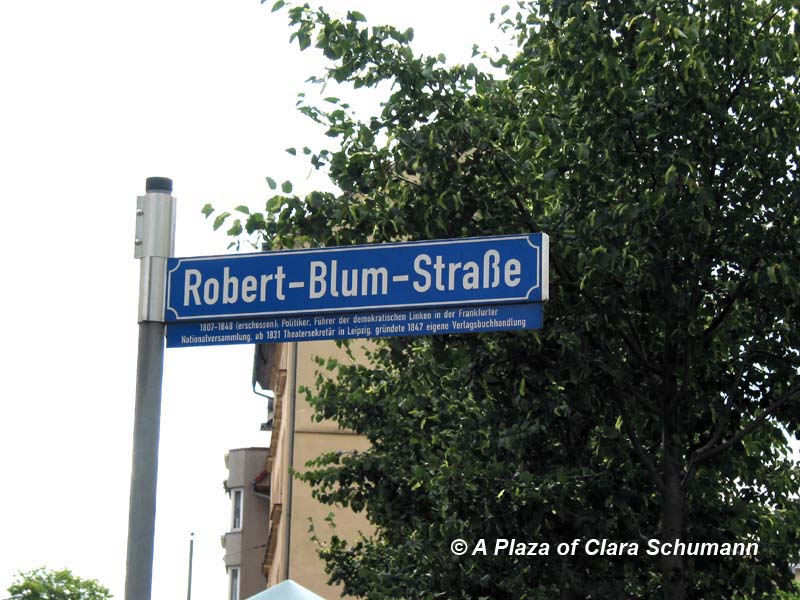 Robert-Blum-Straße
1807-1848 (erschossen), Politiker, Führer der demokratischen Linken in der Frankfurter
Nationalversammlung, ab 1831 Theatersekretär in Leipzig, gründete 1847 eigene Verlagsbuchhandlung
© A Plaza of Clara Schumann